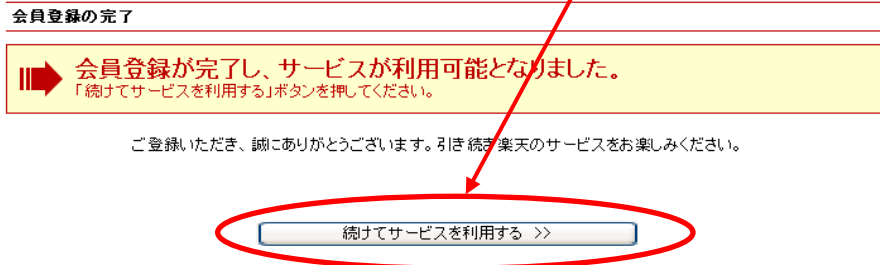 会員登録の完了
会員登録が完了し、サービスが利用可能となりました。
「続けてサービスを利用する」ボタンを押してください。
ご登録いただき、誠にありがとうございます。引き続き楽天のサービスをお楽しみください。
続けてサービスを利用する >>